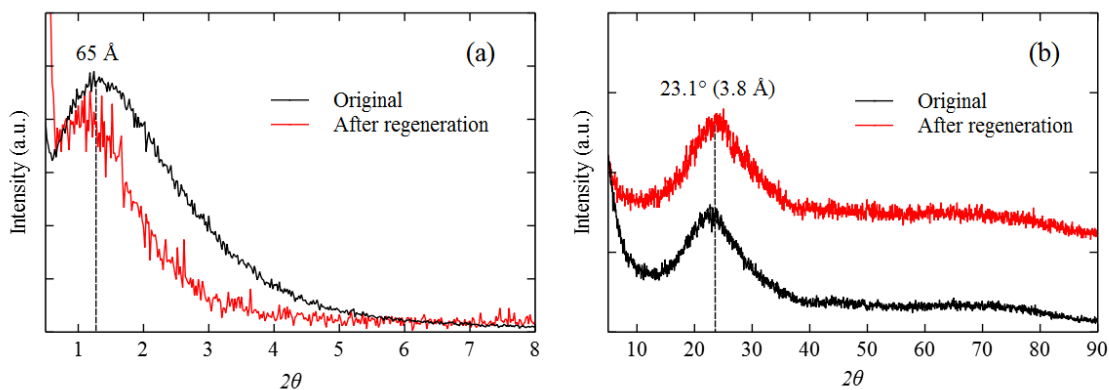 65 Å
(a)
Original
After regeneration
Intensity (a.u.)
1 2 3 4 5 6 7 8
2θ
(b)
23.1° (3.8 Å)
Original
After regeneration
Intensity (a.u.)
10 20 30 40 50 60 70 80 90
2θ